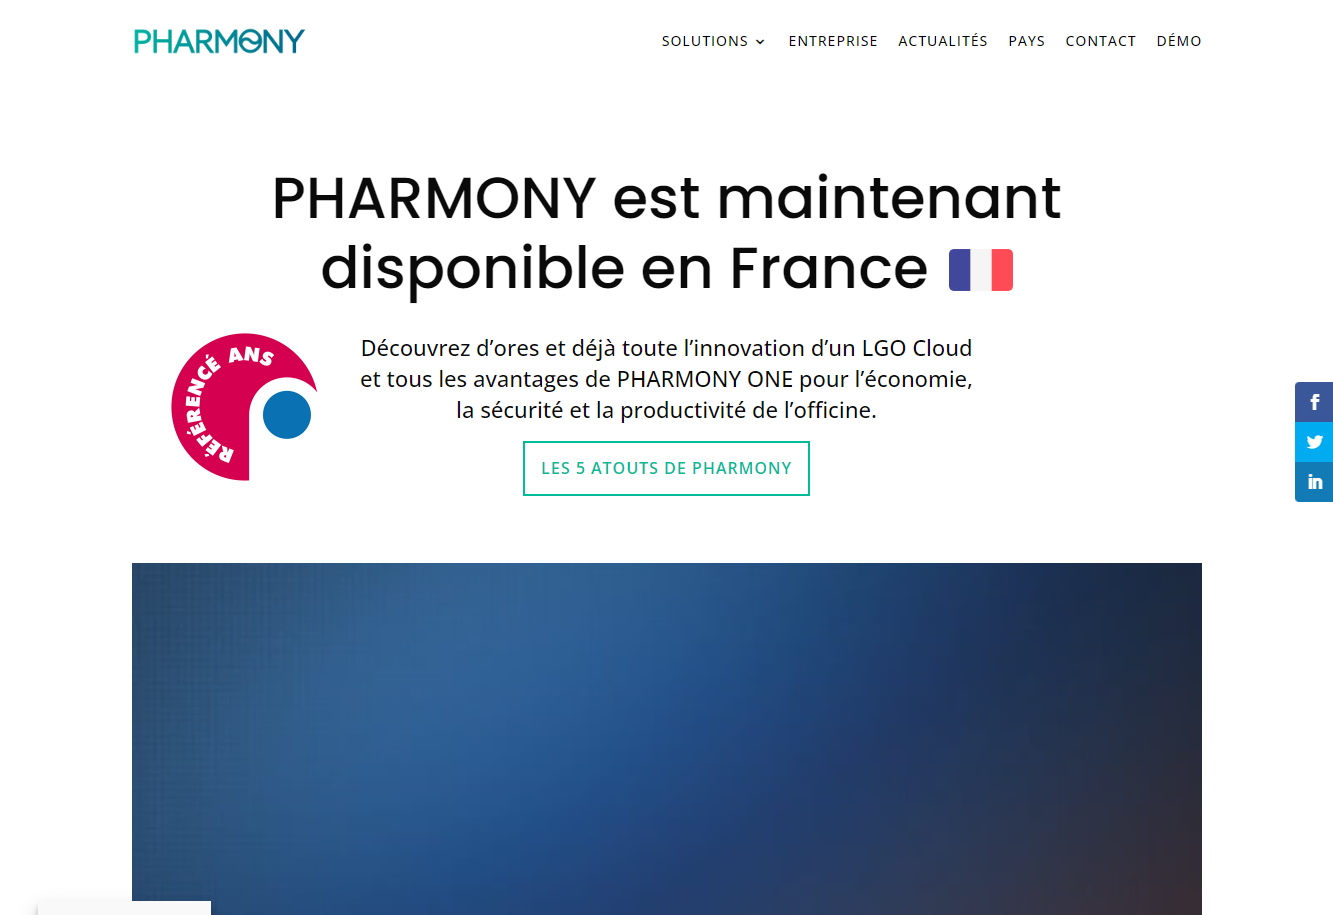 PHARMONY
SOLUTIONS
ENTREPRISE
ACTUALITÉS
PAYS
CONTACT
DÉMO
PHARMONY est maintenant
disponible en France
RÉFÉRENCÉ ANS
Découvrez d’ores et déjà toute l’innovation d’un LGO Cloud
et tous les avantages de PHARMONY ONE pour l’économie,
la sécurité et la productivité de l’officine.
LES 5 ATOUTS DE PHARMONY